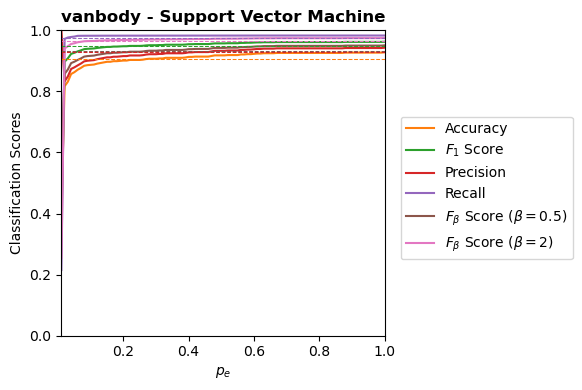 vanbody - Support Vector Machine
Classification Scores
1.0
0.8
0.6
0.4
0.2
0.0
0.2 0.4 0.6 0.8 1.0
pₑ
Accuracy
F₁ Score
Precision
Recall
Fᵦ Score (β = 0.5)
Fᵦ Score (β = 2)